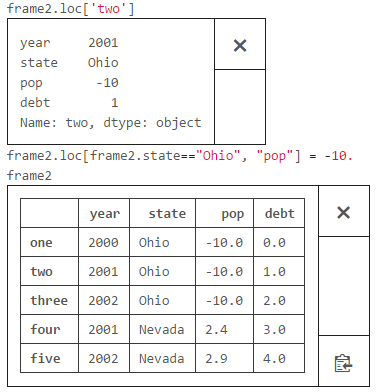 frame2.loc['two']
year 2001
state Ohio
pop -10
debt 1
Name: two, dtype: object
frame2.loc[frame2.state=="Ohio", "pop"] = -10.
frame2
year state pop debt
one 2000 Ohio -10.0 0.0
two 2001 Ohio -10.0 1.0
three 2002 Ohio -10.0 2.0
four 2001 Nevada 2.4 3.0
five 2002 Nevada 2.9 4.0